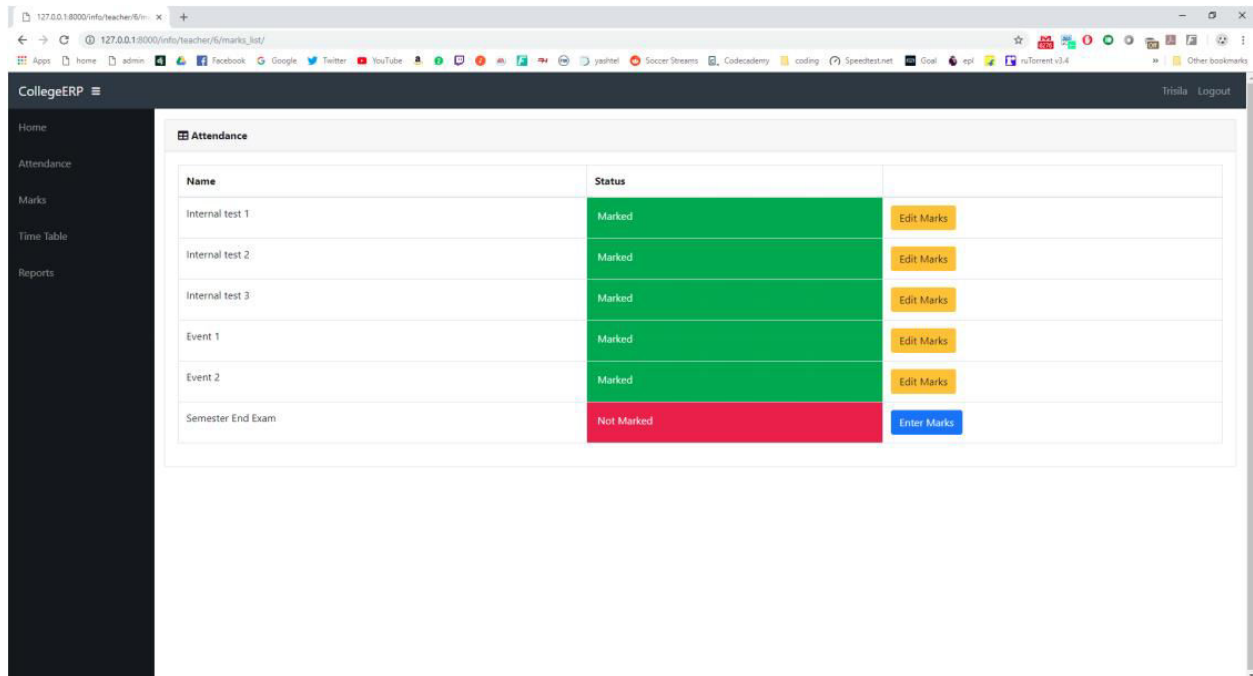 127.0.0.1:8000/info/teacher/6/m
127.0.0.1:8000/info/teacher/6/marks_list/
Apps home admin Facebook Google Twitter YouTube yashtel Soccer Streams Codecademy coding Speedtest.net Goal epl ruTorrent v3.4 Other bookmarks
CollegeERP Trisila Logout
Home
Attendance
Marks
Time Table
Reports
Attendance
Name Status
Internal test 1 Marked Edit Marks
Internal test 2 Marked Edit Marks
Internal test 3 Marked Edit Marks
Event 1 Marked Edit Marks
Event 2 Marked Edit Marks
Semester End Exam Not Marked Enter Marks